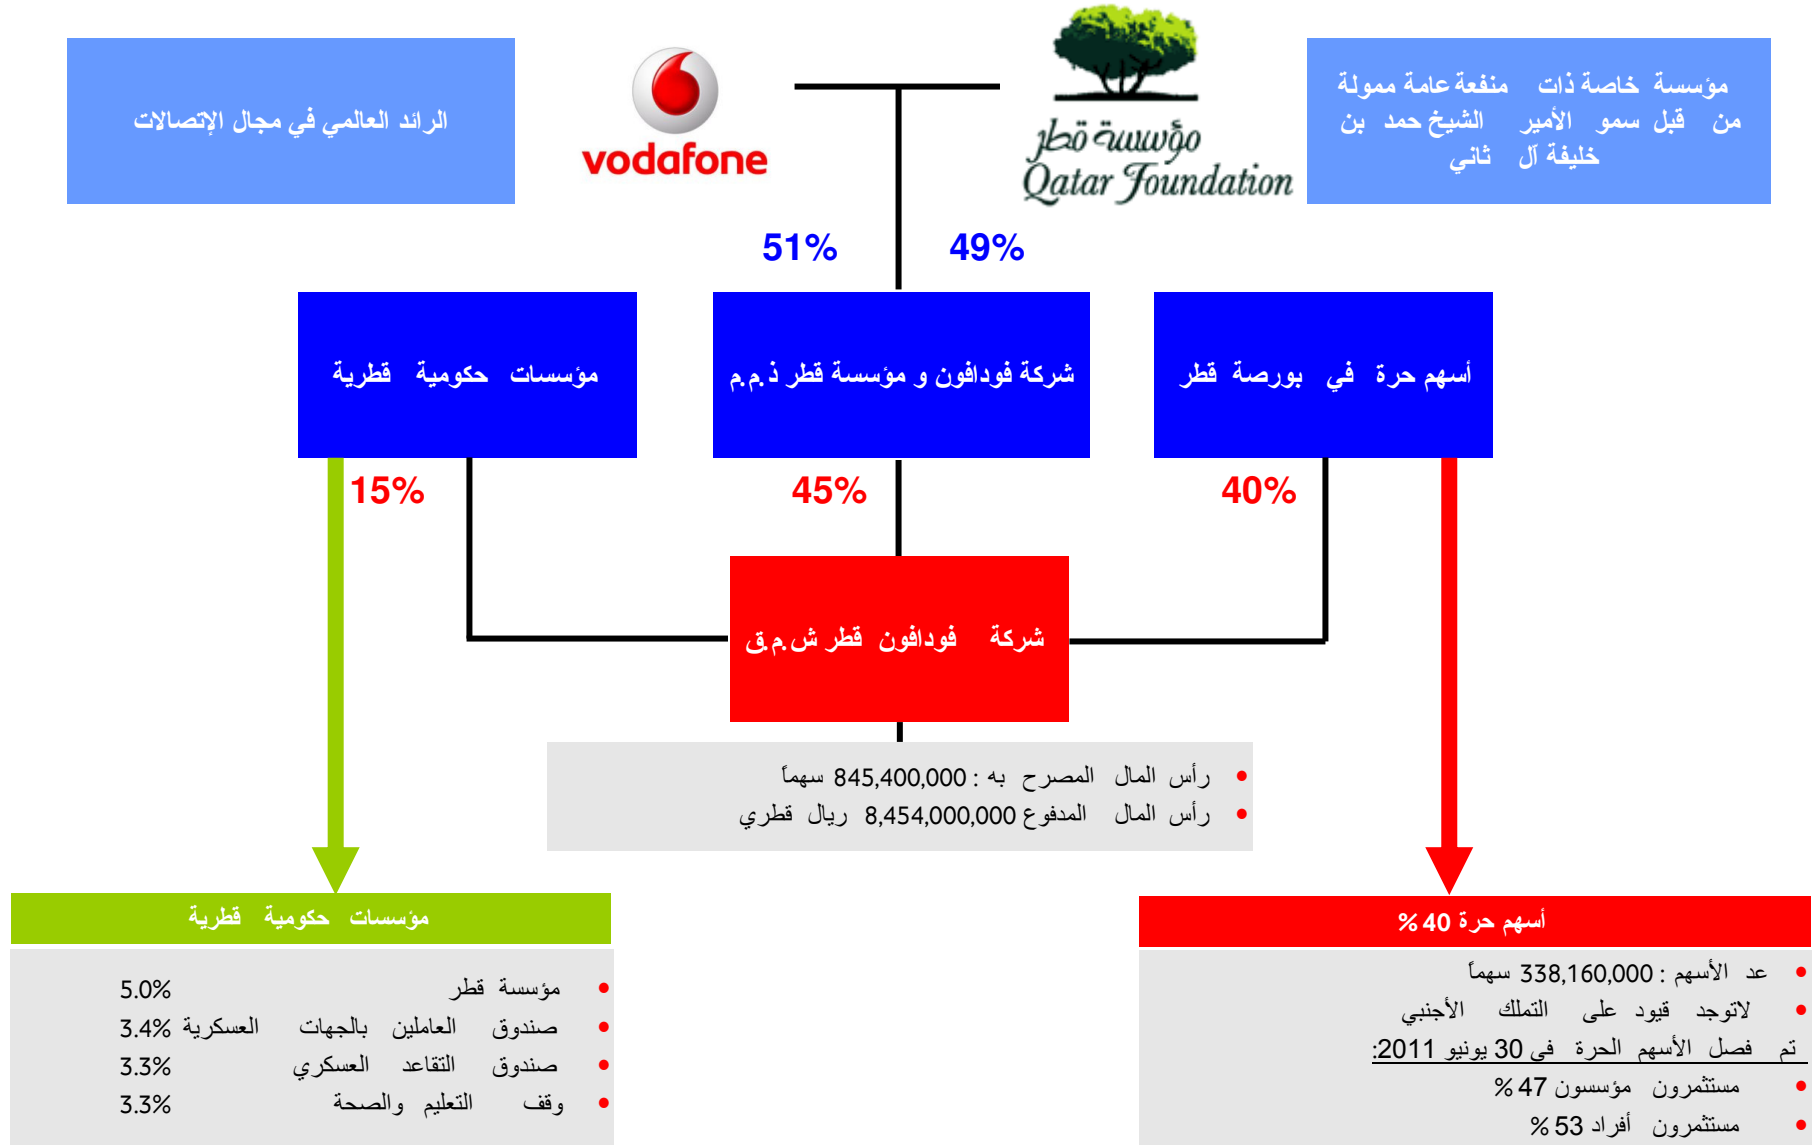 مؤسسة خاصة ذات منفعة عامة ممولة
من قبل سمو الأمير الشيخ حمد بن
خليفة آل ثاني
مؤسسة قطر
Qatar Foundation
vodafone
الرائد العالمي في مجال الإتصالات
51%
49%
أسهم حرة في بورصة قطر
شركة فودافون و مؤسسة قطر ذ.م.م
مؤسسات حكومية قطرية
40%
45%
15%
شركة فودافون قطر ش.م.ق
• رأس المال المصرح به : 845,400,000 سهماً
• رأس المال المدفوع 8,454,000,000 ريال قطري
أسهم حرة 40 %
• عد الأسهم : 338,160,000 سهماً
• لاتوجد قيود على التملك الأجنبي
تم فصل الأسهم الحرة في 30 يونيو 2011:
• مستثمرون مؤسسون 47 %
• مستثمرون أفراد 53 %
مؤسسات حكومية قطرية
• مؤسسة قطر 5.0%
• صندوق العاملين بالجهات العسكرية 3.4%
• صندوق التقاعد العسكري 3.3%
• وقف التعليم والصحة 3.3%